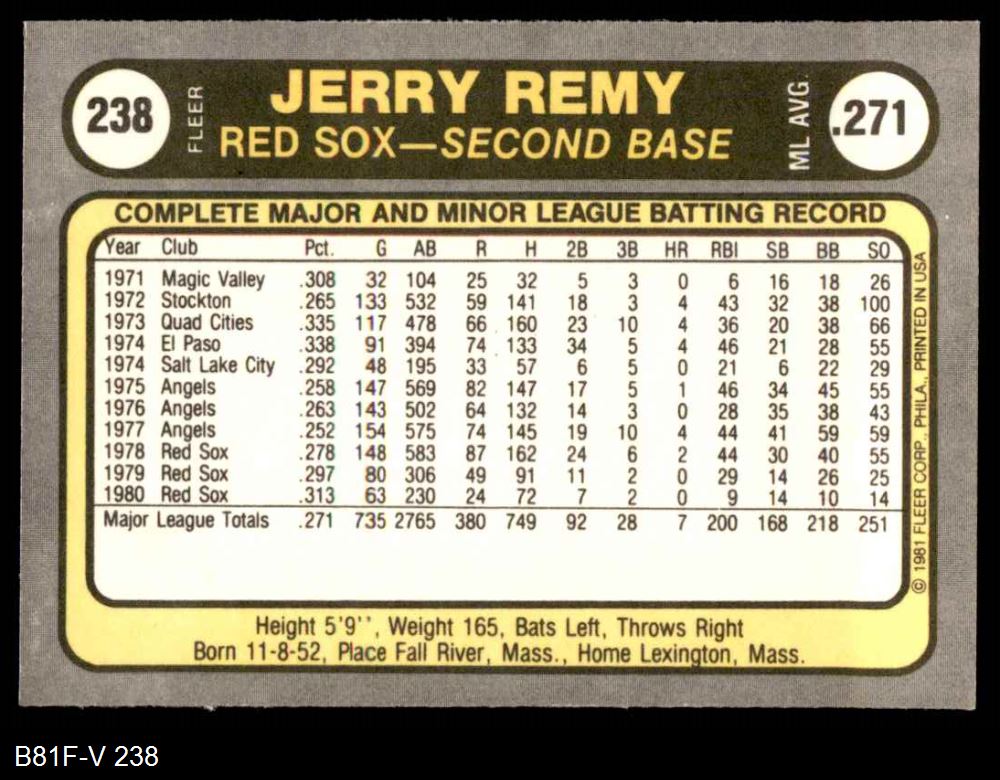 238 FLEER JERRY REMY ML AVG .271
RED SOX—SECOND BASE
COMPLETE MAJOR AND MINOR LEAGUE BATTING RECORD
Year Club Pct. G AB R H 2B 3B HR RBI SB BB SO
1971 Magic Valley .308 32 104 25 32 5 3 0 6 16 18 26
1972 Stockton .265 133 532 59 141 18 3 4 43 32 38 100
1973 Quad Cities .335 117 478 66 160 23 10 4 36 20 38 66
1974 El Paso .338 91 394 74 133 34 5 4 46 21 28 55
1974 Salt Lake City .292 48 195 33 57 6 5 0 21 6 22 29
1975 Angels .258 147 569 82 147 17 5 1 46 34 45 55
1976 Angels .263 143 502 64 132 14 3 0 28 35 38 43
1977 Angels .252 154 575 74 145 19 10 4 44 41 59 59
1978 Red Sox .278 148 583 87 162 24 6 2 44 30 40 55
1979 Red Sox .297 80 306 49 91 11 2 0 29 14 26 25
1980 Red Sox .313 63 230 24 72 7 2 0 9 14 10 14
Major League Totals .271 735 2765 380 749 92 28 7 200 168 218 251
© 1981 FLEER CORP., PHILA., PRINTED IN USA
Height 5'9'', Weight 165, Bats Left, Throws Right
Born 11-8-52, Place Fall River, Mass., Home Lexington, Mass.
B81F-V 238